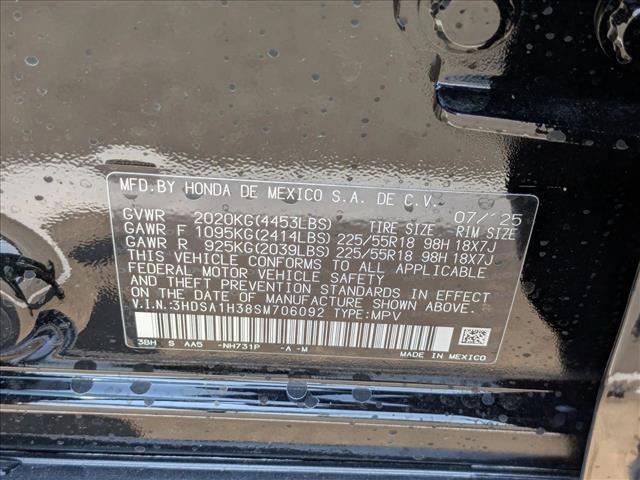 MFD.BY HONDA DE MEXICO S.A. DE C.V. 07/'25
GVWR 2020KG(4453LBS) TIRE SIZE RIM SIZE
GAWR F 1095KG(2414LBS) 225/55R18 98H 18X7J
GAWR R 925KG(2039LBS) 225/55R18 98H 18X7J
THIS VEHICLE CONFORMS TO ALL APPLICABLE
FEDERAL MOTOR VEHICLE SAFETY
AND THEFT PREVENTION STANDARDS IN EFFECT
ON THE DATE OF MANUFACTURE SHOWN ABOVE.
V.I.N.:3HDSA1H38SM706092 TYPE:MPV
3BH S AA5 -NH731P -A -M MADE IN MEXICO